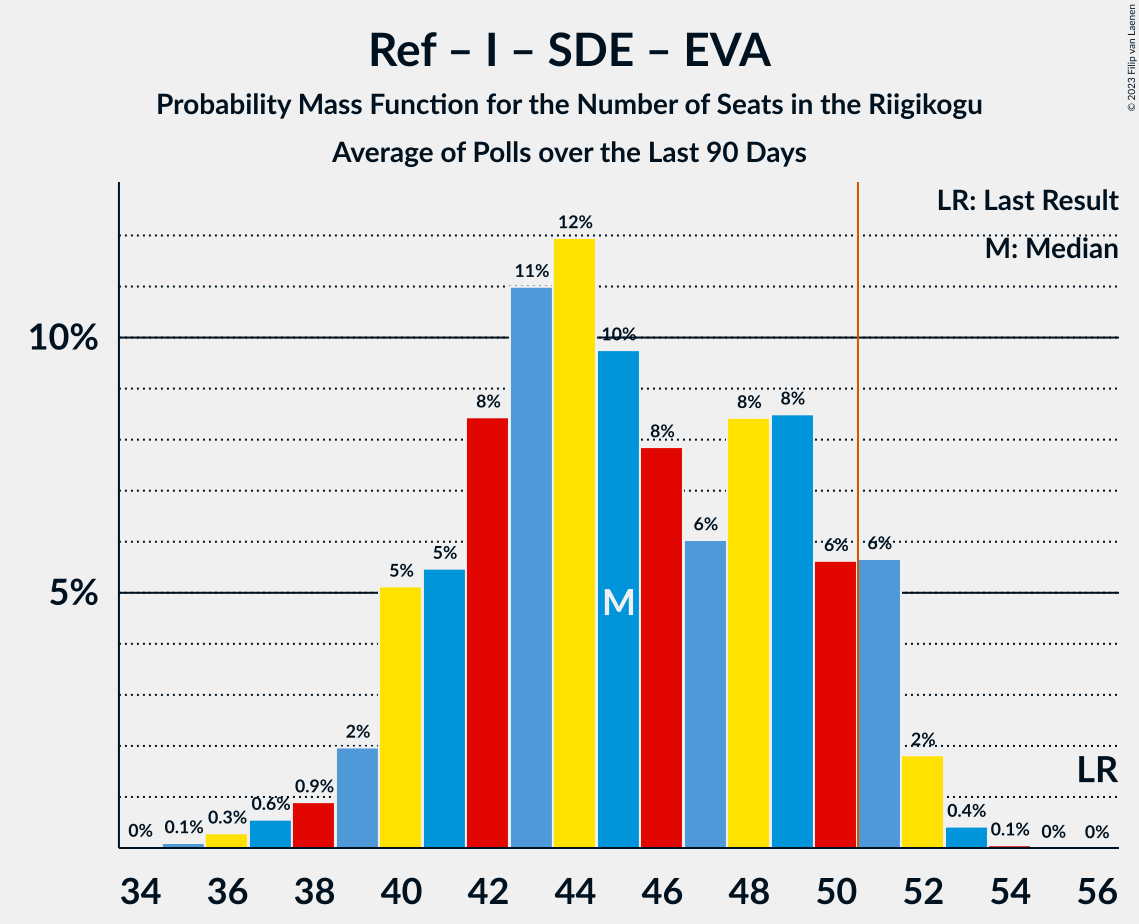 Ref – I – SDE – EVA
Probability Mass Function for the Number of Seats in the Riigikogu
Average of Polls over the Last 90 Days
© 2023 Filip van Laenen
LR: Last Result
M: Median
10%
5%
0%
0.1%
0.3%
0.6%
0.9%
2%
5%
5%
8%
11%
12%
10%
8%
6%
8%
8%
6%
6%
2%
0.4%
0.1%
0%
0%
M
LR
34 36 38 40 42 44 46 48 50 52 54 56